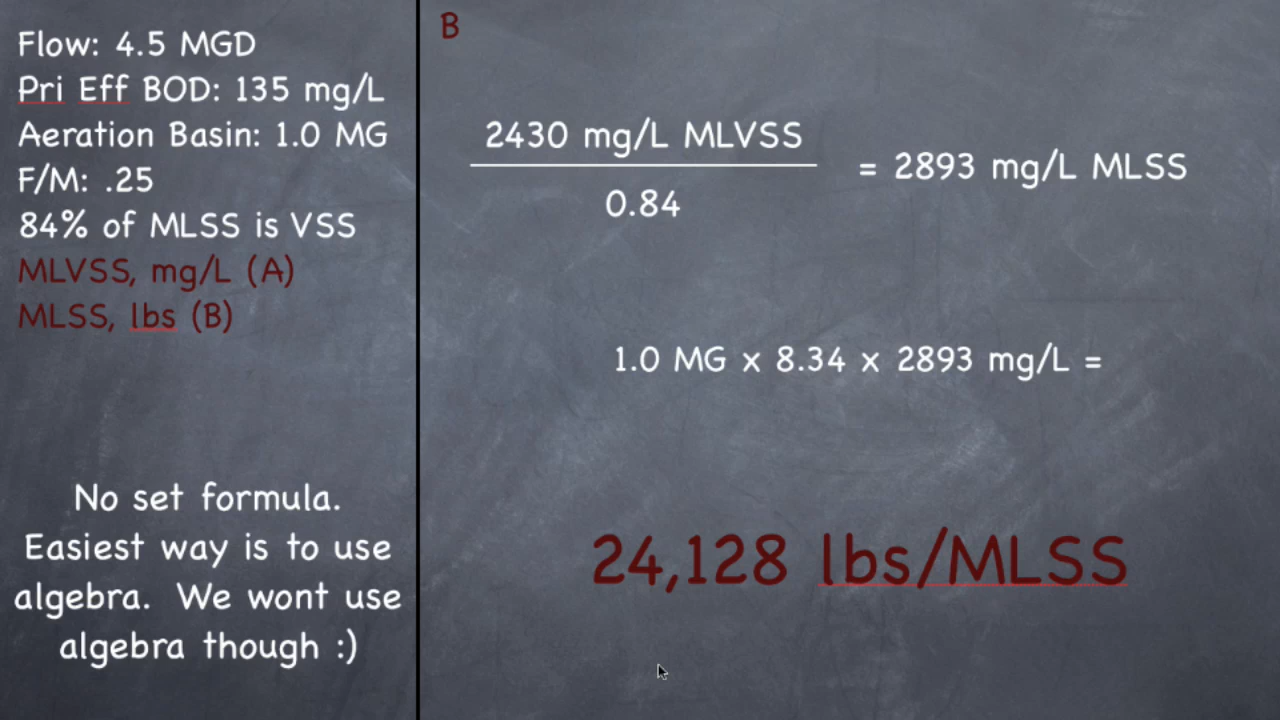 Flow: 4.5 MGD
Pri Eff BOD: 135 mg/L
Aeration Basin: 1.0 MG
F/M: .25
84% of MLSS is VSS
MLVSS, mg/L (A)
MLSS, lbs (B)
No set formula.
Easiest way is to use
algebra. We wont use
algebra though :)
B
2430 mg/L MLVSS
0.84
= 2893 mg/L MLSS
1.0 MG x 8.34 x 2893 mg/L =
24,128 lbs/MLSS